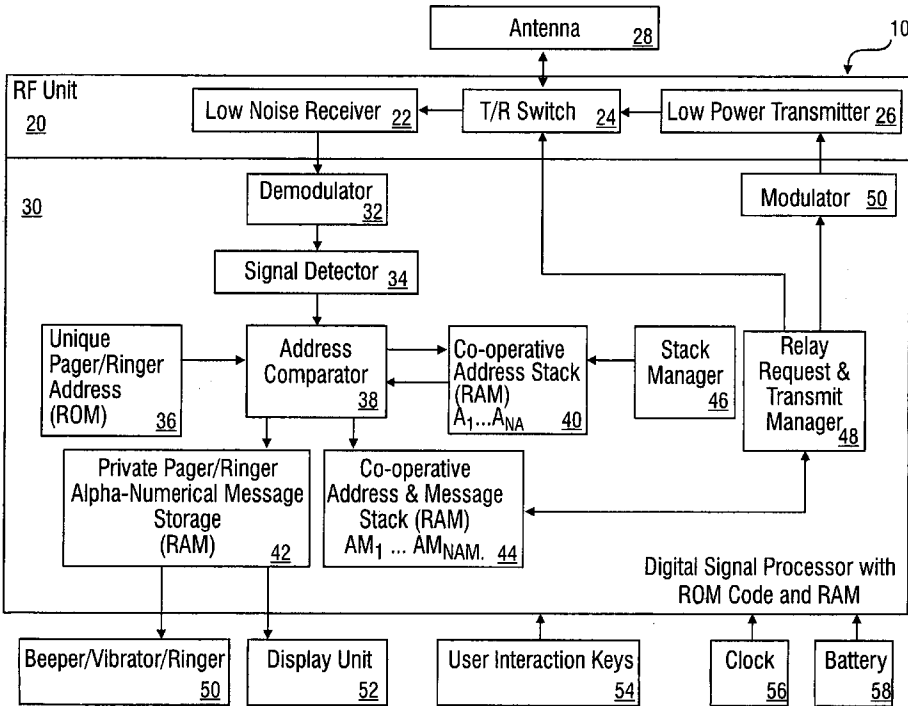 Antenna 28
10
RF Unit
20
Low Noise Receiver 22
T/R Switch 24
Low Power Transmitter 26
30
Demodulator
32
Modulator 50
Signal Detector 34
Unique
Pager/Ringer
Address
(ROM) 36
Address
Comparator
38
Co-operative
Address Stack
(RAM)
A1...ANA 40
Stack
Manager
46
Relay
Request &
Transmit
Manager 48
Private Pager/Ringer
Alpha-Numerical Message
Storage
(RAM) 42
Co-operative
Address & Message
Stack (RAM)
AM1 ... AMNAM. 44
Digital Signal Processor with
ROM Code and RAM
Beeper/Vibrator/Ringer
50
Display Unit
52
User Interaction Keys
54
Clock
56
Battery
58